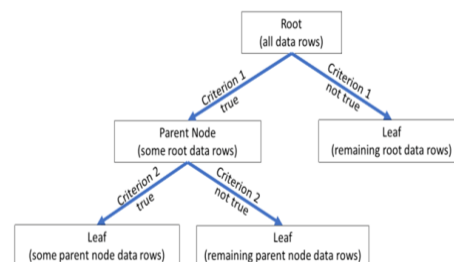 Root
(all data rows)
Criterion 1
true
Criterion 1
not true
Parent Node
(some root data rows)
Leaf
(remaining root data rows)
Criterion 2
true
Criterion 2
not true
Leaf
(some parent node data rows)
Leaf
(remaining parent node data rows)